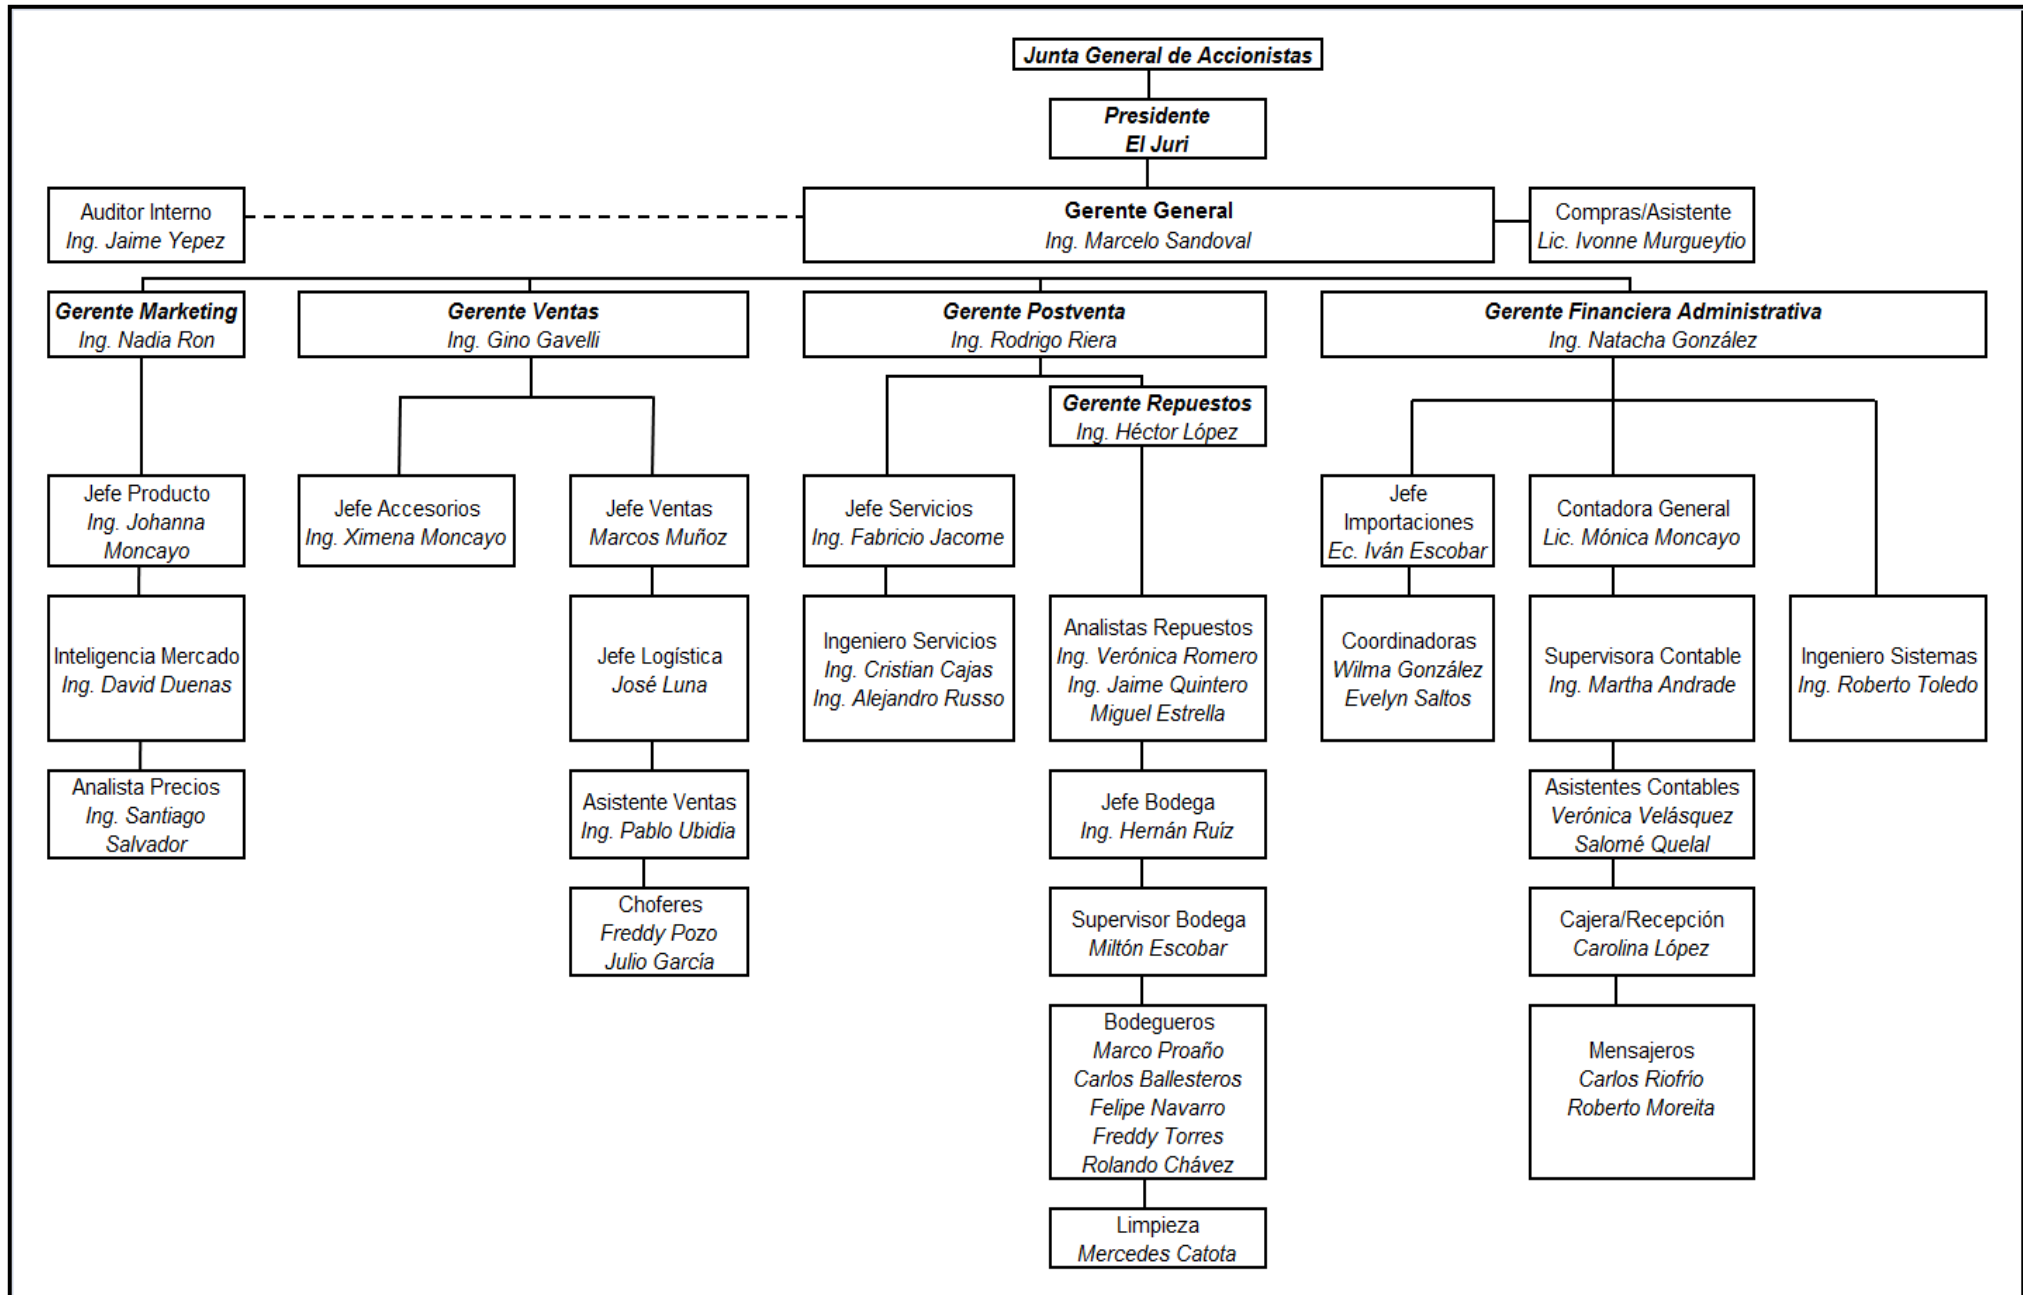 Junta General de Accionistas
Presidente
El Juri
Auditor Interno
Ing. Jaime Yepez
Gerente General
Ing. Marcelo Sandoval
Compras/Asistente
Lic. Ivonne Murgueytio
Gerente Marketing
Ing. Nadia Ron
Gerente Ventas
Ing. Gino Gavelli
Gerente Postventa
Ing. Rodrigo Riera
Gerente Financiera Administrativa
Ing. Natacha González
Gerente Repuestos
Ing. Héctor López
Jefe Producto
Ing. Johanna
Moncayo
Jefe Accesorios
Ing. Ximena Moncayo
Jefe Ventas
Marcos Muñoz
Jefe Servicios
Ing. Fabricio Jacome
Jefe
Importaciones
Ec. Iván Escobar
Contadora General
Lic. Mónica Moncayo
Inteligencia Mercado
Ing. David Duenas
Jefe Logística
José Luna
Ingeniero Servicios
Ing. Cristian Cajas
Ing. Alejandro Russo
Analistas Repuestos
Ing. Verónica Romero
Ing. Jaime Quintero
Miguel Estrella
Coordinadoras
Wilma González
Evelyn Saltos
Supervisora Contable
Ing. Martha Andrade
Ingeniero Sistemas
Ing. Roberto Toledo
Analista Precios
Ing. Santiago
Salvador
Asistente Ventas
Ing. Pablo Ubidia
Jefe Bodega
Ing. Hernán Ruíz
Asistentes Contables
Verónica Velásquez
Salomé Quelal
Choferes
Freddy Pozo
Julio García
Supervisor Bodega
Miltón Escobar
Cajera/Recepción
Carolina López
Bodegueros
Marco Proaño
Carlos Ballesteros
Felipe Navarro
Freddy Torres
Rolando Chávez
Mensajeros
Carlos Riofrío
Roberto Moreita
Limpieza
Mercedes Catota